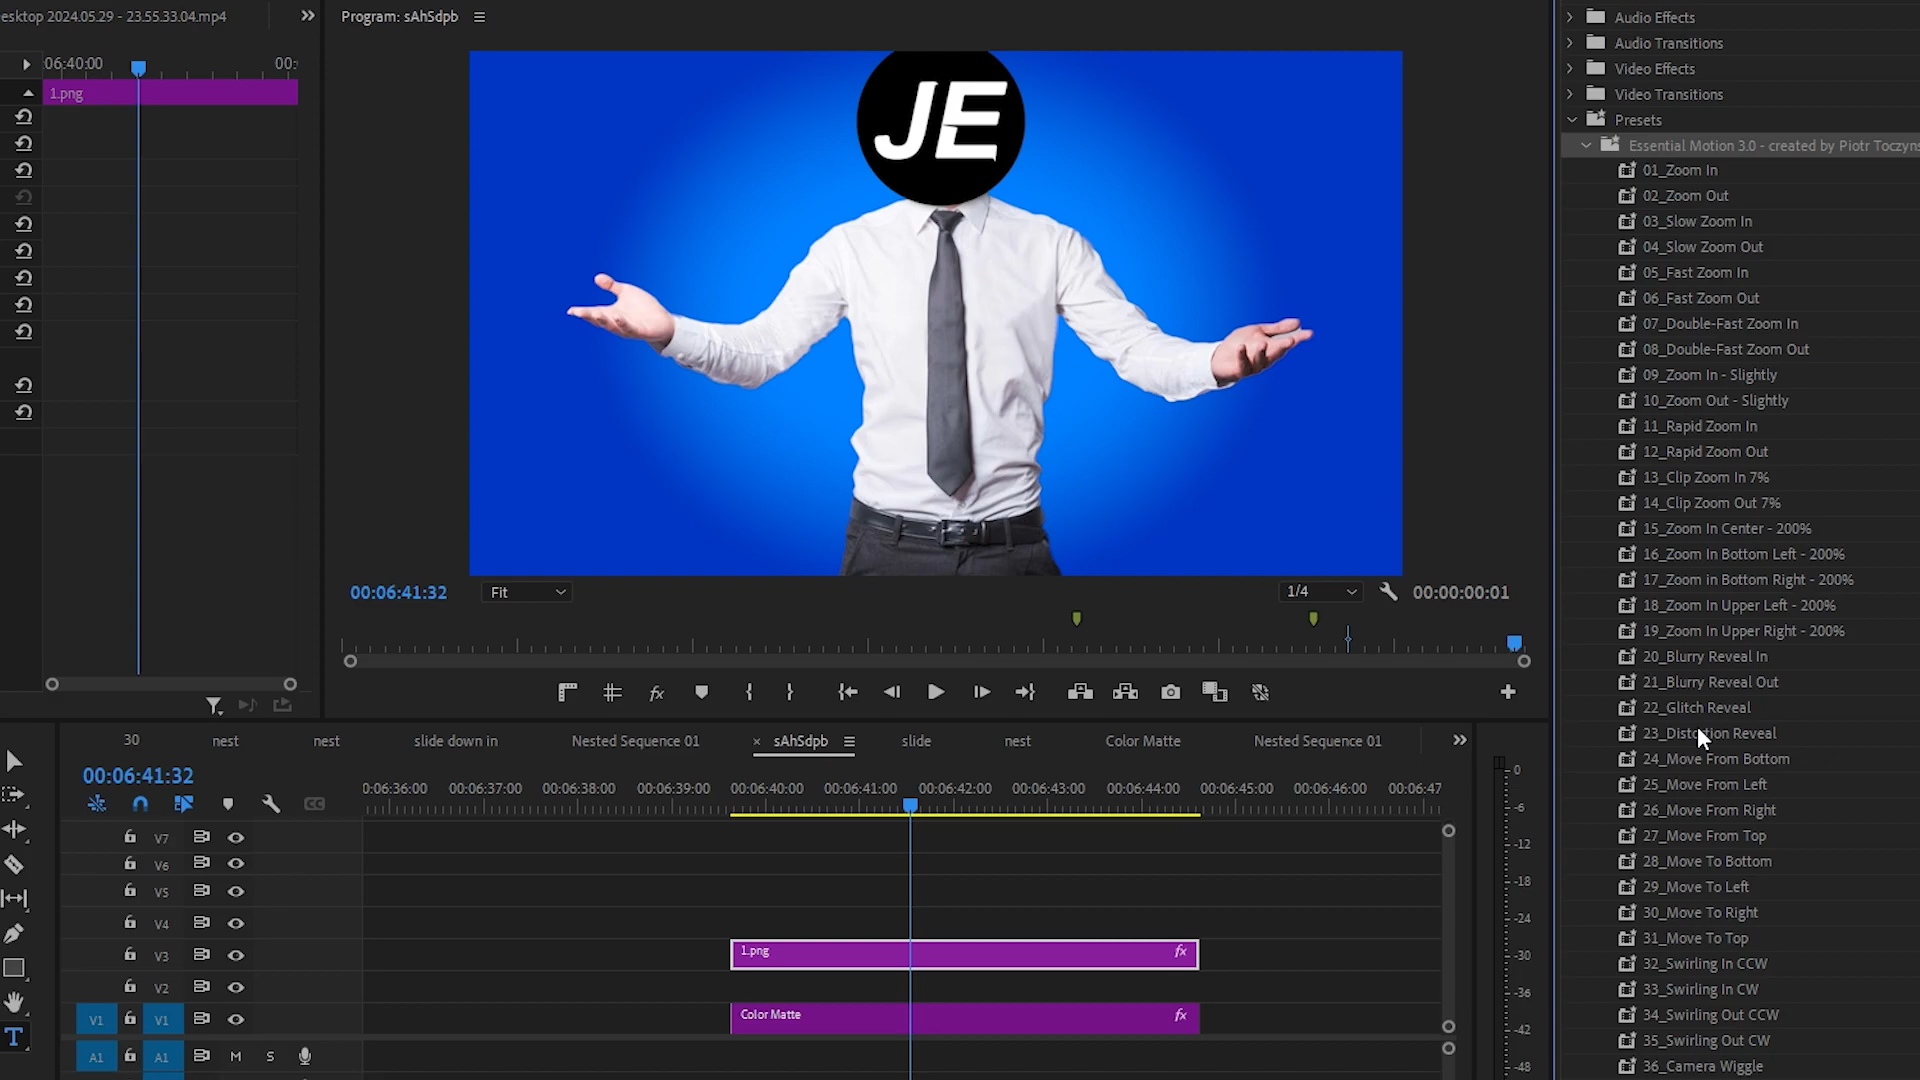 esktop 2024.05.29 - 23.55.33.04.mp4
Program: sAhSdpb
:06:40:00
00:
1.png
JE
00:06:41:32
Fit
1/4
00:00:00:01
Audio Effects
Audio Transitions
Video Effects
Video Transitions
Presets
Essential Motion 3.0 - created by Piotr Toczyns
01_Zoom In
02_Zoom Out
03_Slow Zoom In
04_Slow Zoom Out
05_Fast Zoom In
06_Fast Zoom Out
07_Double-Fast Zoom In
08_Double-Fast Zoom Out
09_Zoom In - Slightly
10_Zoom Out - Slightly
11_Rapid Zoom In
12_Rapid Zoom Out
13_Clip Zoom In 7%
14_Clip Zoom Out 7%
15_Zoom In Center - 200%
16_Zoom In Bottom Left - 200%
17_Zoom in Bottom Right - 200%
18_Zoom In Upper Left - 200%
19_Zoom In Upper Right - 200%
20_Blurry Reveal In
21_Blurry Reveal Out
22_Glitch Reveal
23_Distortion Reveal
24_Move From Bottom
25_Move From Left
26_Move From Right
27_Move From Top
28_Move To Bottom
29_Move To Left
30_Move To Right
31_Move To Top
32_Swirling In CCW
33_Swirling In CW
34_Swirling Out CCW
35_Swirling Out CW
36_Camera Wiggle
30
nest
nest
slide down in
Nested Sequence 01
× sAhSdpb
slide
nest
Color Matte
Nested Sequence 01
00:06:41:32
0:06:36:00
00:06:37:00
00:06:38:00
00:06:39:00
00:06:40:00
00:06:41:00
00:06:42:00
00:06:43:00
00:06:44:00
00:06:45:00
00:06:46:00
00:06:47
CC
V7
V6
V5
V4
V3
1.png
fx
V2
V1
V1
Color Matte
fx
A1
A1
M
S
0
-6
-12
-18
-24
-30
-36
-42
-48